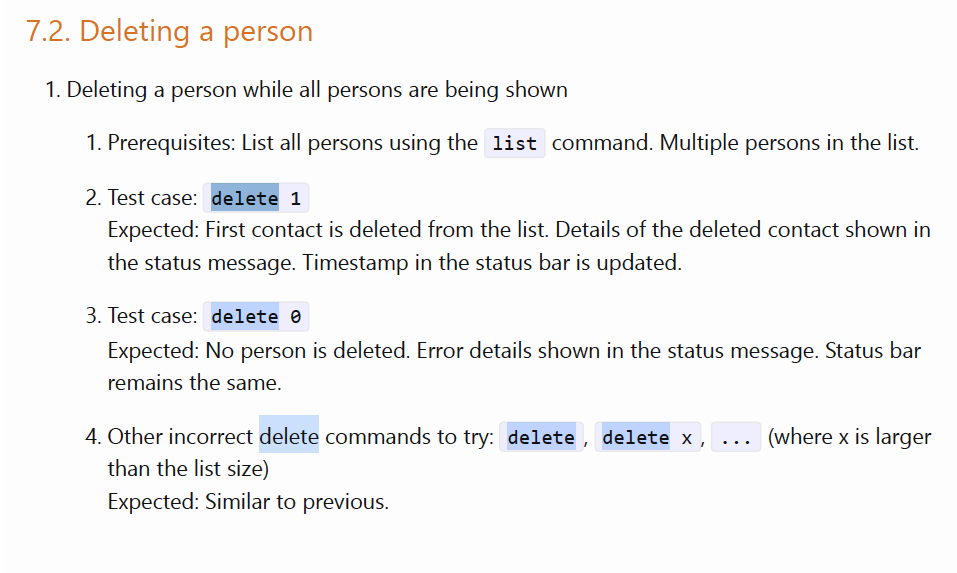 7.2. Deleting a person
1. Deleting a person while all persons are being shown
1. Prerequisites: List all persons using the list command. Multiple persons in the list.
2. Test case: delete 1
Expected: First contact is deleted from the list. Details of the deleted contact shown in
the status message. Timestamp in the status bar is updated.
3. Test case: delete 0
Expected: No person is deleted. Error details shown in the status message. Status bar
remains the same.
4. Other incorrect delete commands to try: delete, delete x, ... (where x is larger
than the list size)
Expected: Similar to previous.